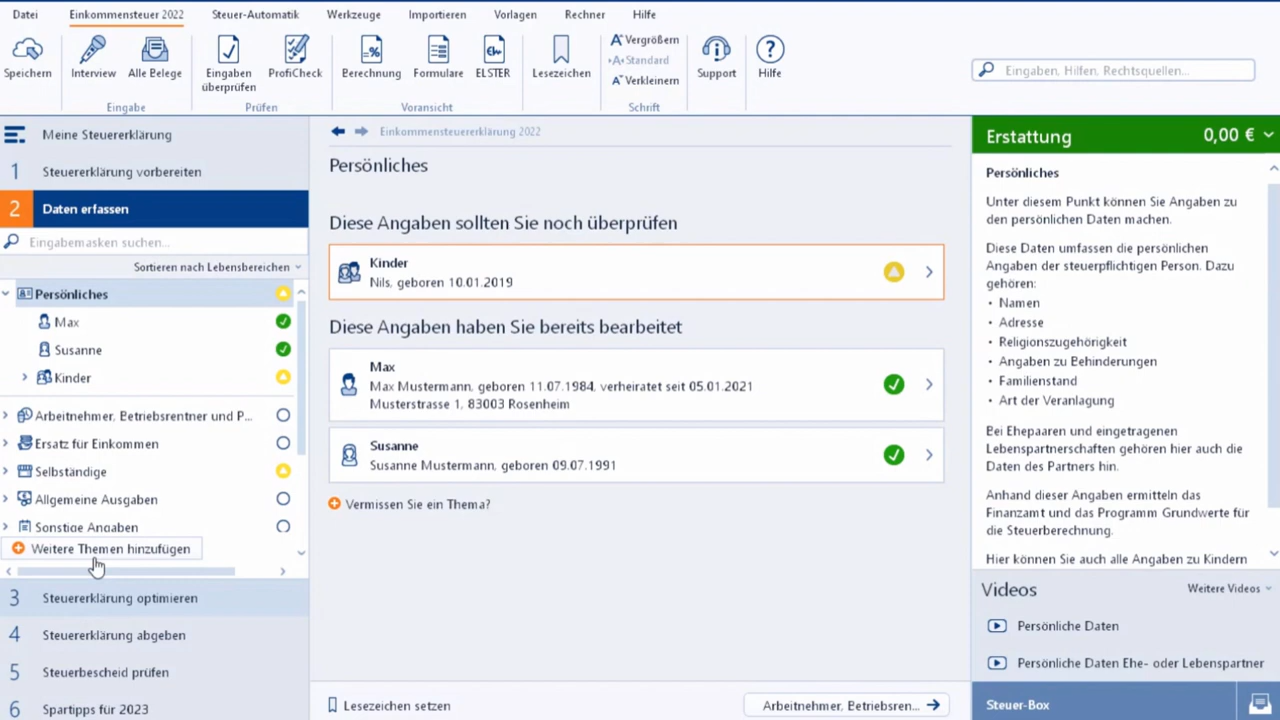 Datei
Einkommensteuer 2022
Steuer-Automatik
Werkzeuge
Importieren
Vorlagen
Rechner
Hilfe
Speichern
Interview
Alle Belege
Eingabe
Eingaben
überprüfen
ProfiCheck
Prüfen
Berechnung
Formulare
ELSTER
Voransicht
Lesezeichen
Vergrößern
Standard
Verkleinern
Schrift
Support
Hilfe
Eingaben, Hilfen, Rechtsquellen...
Meine Steuererklärung
1 Steuererklärung vorbereiten
2 Daten erfassen
Eingabemasken suchen...
Sortieren nach Lebensbereichen
Persönliches
Max
Susanne
Kinder
Arbeitnehmer, Betriebsrentner und P...
Ersatz für Einkommen
Selbständige
Allgemeine Ausgaben
Sonstige Angaben
Weitere Themen hinzufügen
3 Steuererklärung optimieren
4 Steuererklärung abgeben
5 Steuerbescheid prüfen
6 Spartipps für 2023
Einkommensteuererklärung 2022
Persönliches
Diese Angaben sollten Sie noch überprüfen
Kinder
Nils, geboren 10.01.2019
Diese Angaben haben Sie bereits bearbeitet
Max
Max Mustermann, geboren 11.07.1984, verheiratet seit 05.01.2021
Musterstrasse 1, 83003 Rosenheim
Susanne
Susanne Mustermann, geboren 09.07.1991
Vermissen Sie ein Thema?
Lesezeichen setzen
Arbeitnehmer, Betriebsren...
Erstattung 0,00 €
Persönliches
Unter diesem Punkt können Sie Angaben zu
den persönlichen Daten machen.
Diese Daten umfassen die persönlichen
Angaben der steuerpflichtigen Person. Dazu
gehören:
• Namen
• Adresse
• Religionszugehörigkeit
• Angaben zu Behinderungen
• Familienstand
• Art der Veranlagung
Bei Ehepaaren und eingetragenen
Lebenspartnerschaften gehören hier auch die
Daten des Partners hin.
Anhand dieser Angaben ermitteln das
Finanzamt und das Programm Grundwerte für
die Steuerberechnung.
Hier können Sie auch alle Angaben zu Kindern
Videos
Weitere Videos
Persönliche Daten
Persönliche Daten Ehe- oder Lebenspartner
Steuer-Box